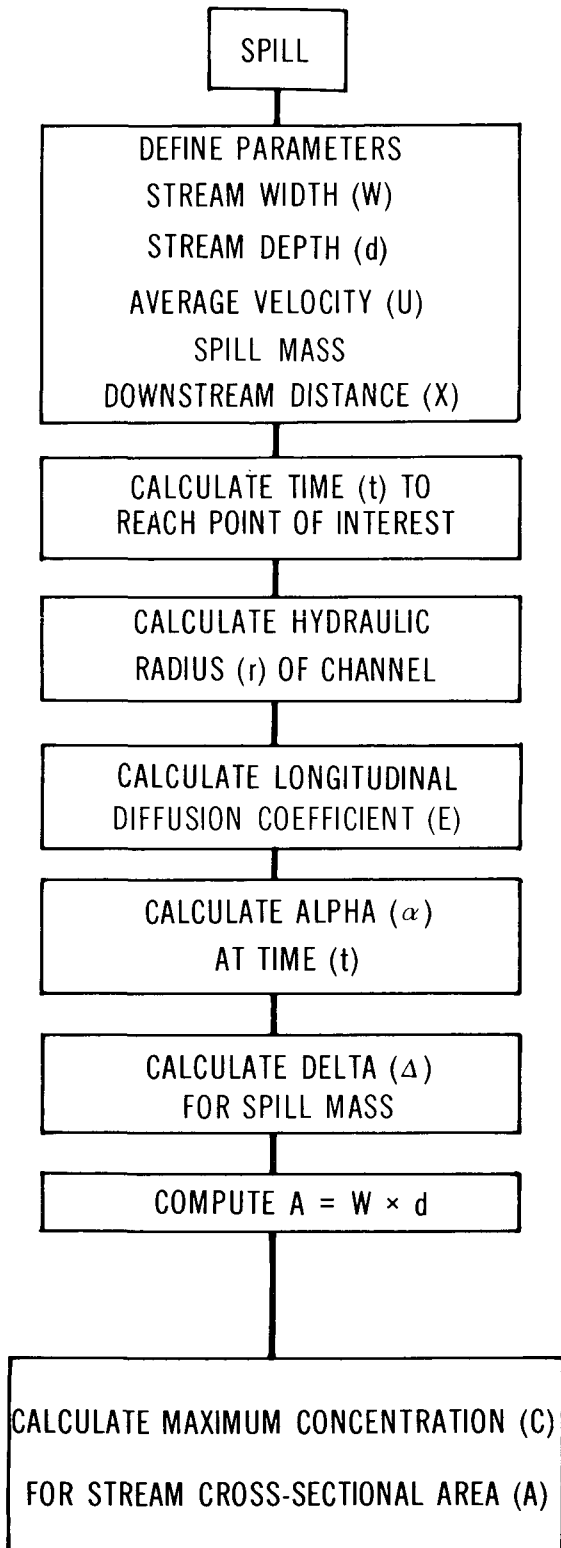 SPILL
DEFINE PARAMETERS
STREAM WIDTH (W)
STREAM DEPTH (d)
AVERAGE VELOCITY (U)
SPILL MASS
DOWNSTREAM DISTANCE (X)
CALCULATE TIME (t) TO
REACH POINT OF INTEREST
CALCULATE HYDRAULIC
RADIUS (r) OF CHANNEL
CALCULATE LONGITUDINAL
DIFFUSION COEFFICIENT (E)
CALCULATE ALPHA (α)
AT TIME (t)
CALCULATE DELTA (Δ)
FOR SPILL MASS
COMPUTE A = W × d
CALCULATE MAXIMUM CONCENTRATION (C)
FOR STREAM CROSS-SECTIONAL AREA (A)